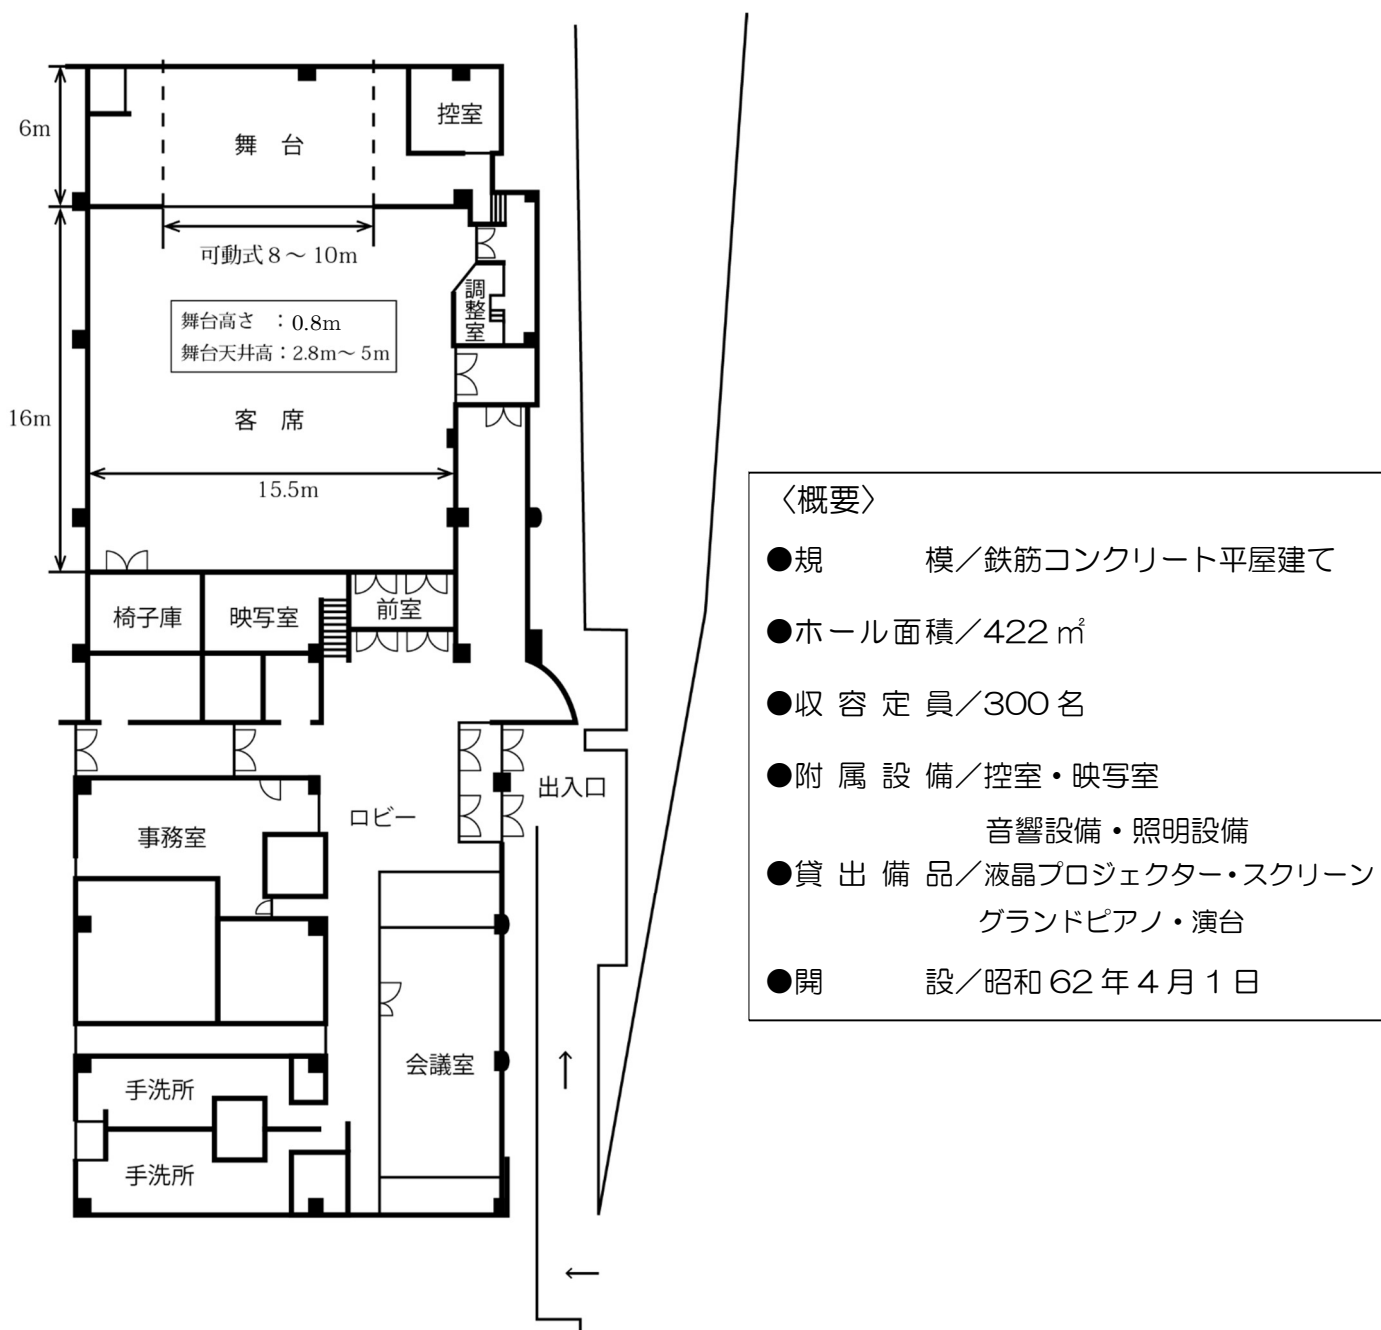 6m
舞 台
控室
可動式 8～10m
調整室
舞台高さ ：0.8m
舞台天井高：2.8m～5m
16m
客 席
15.5m
椅子庫
映写室
前室
出入口
ロビー
事務室
会議室
手洗所
手洗所
↑
←
〈概要〉
●規 模／鉄筋コンクリート平屋建て
●ホール面積／422㎡
●収 容 定 員／300名
●附 属 設 備／控室・映写室
音響設備・照明設備
●貸 出 備 品／液晶プロジェクター・スクリーン
グランドピアノ・演台
●開 設／昭和62年4月1日